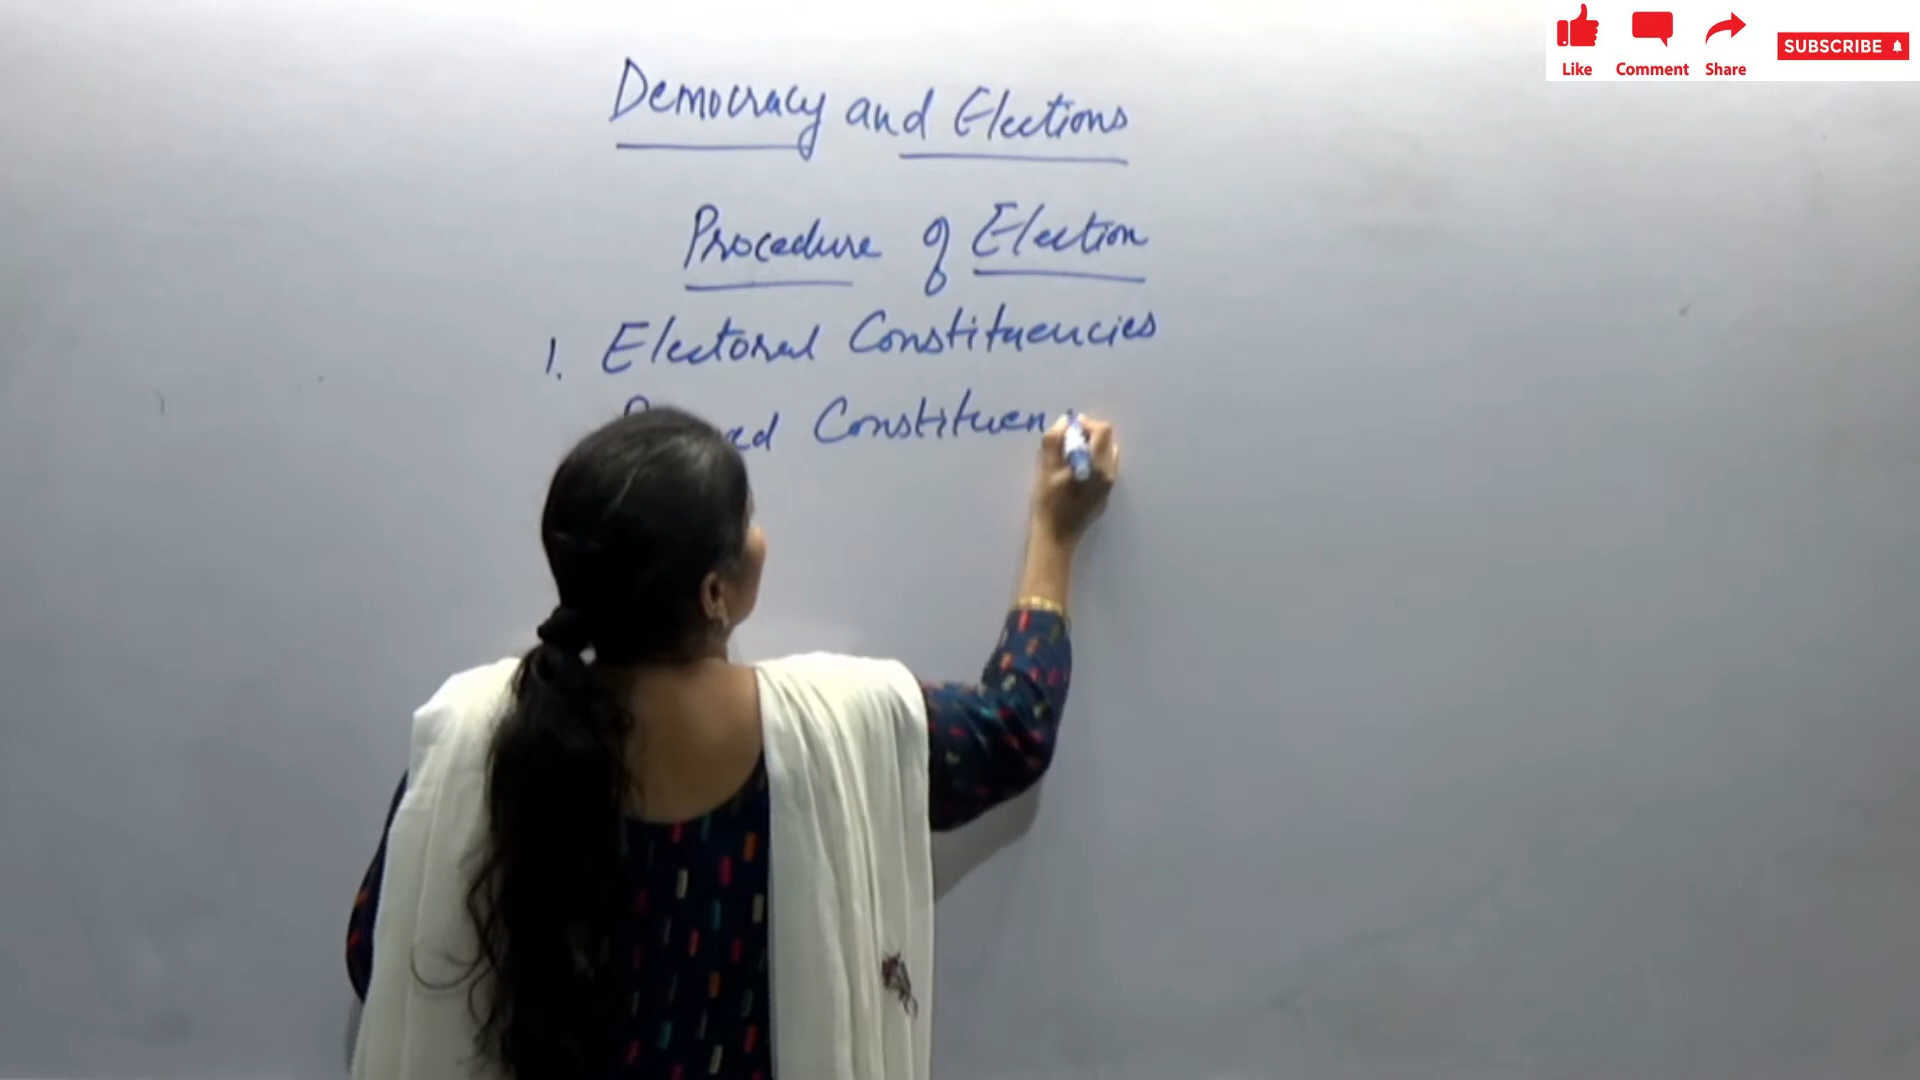 Democracy and Elections
Procedure of Election
1. Electoral Constituencies
Constituen
Like Comment Share SUBSCRIBE